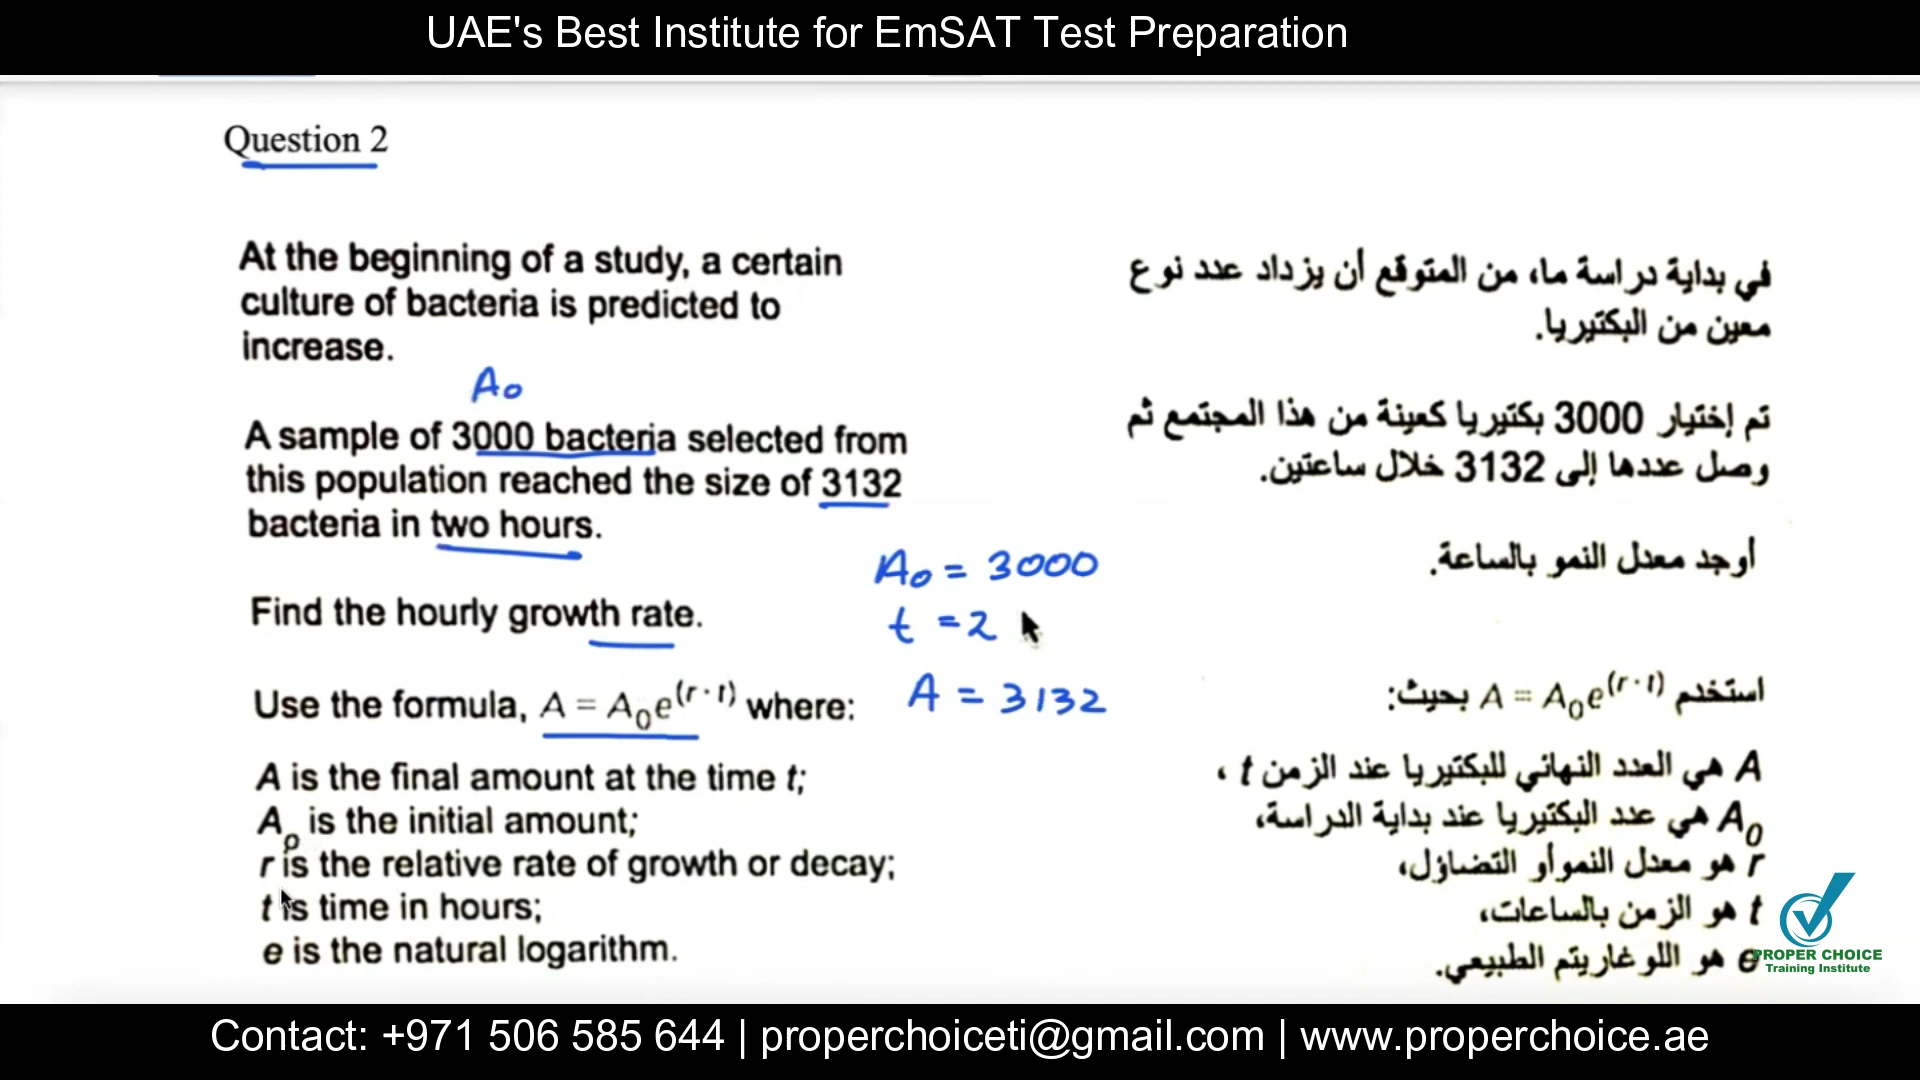 UAE's Best Institute for EmSAT Test Preparation
Question 2
At the beginning of a study, a certain
culture of bacteria is predicted to
increase.
A₀
A sample of 3000 bacteria selected from
this population reached the size of 3132
bacteria in two hours.
Find the hourly growth rate.
Use the formula, A = A₀e^(r·t) where:
A is the final amount at the time t;
A₀ is the initial amount;
r is the relative rate of growth or decay;
t is time in hours;
e is the natural logarithm.
A₀ = 3000
t = 2
A = 3132
في بداية دراسة ما، من المتوقع أن يزداد عدد نوع
معين من البكتيريا.
تم إختيار 3000 بكتيريا كعينة من هذا المجتمع ثم
وصل عددها إلى 3132 خلال ساعتين.
أوجد معدل النمو بالساعة.
استخدم A = A₀e^(r·t) بحيث:
A هي العدد النهائي للبكتيريا عند الزمن t ،
A₀ هي عدد البكتيريا عند بداية الدراسة،
r هو معدل النمو أو التضاؤل،
t هو الزمن بالساعات،
e هو اللوغاريتم الطبيعي.
PROPER CHOICE
Training Institute
Contact: +971 506 585 644 | properchoiceti@gmail.com | www.properchoice.ae